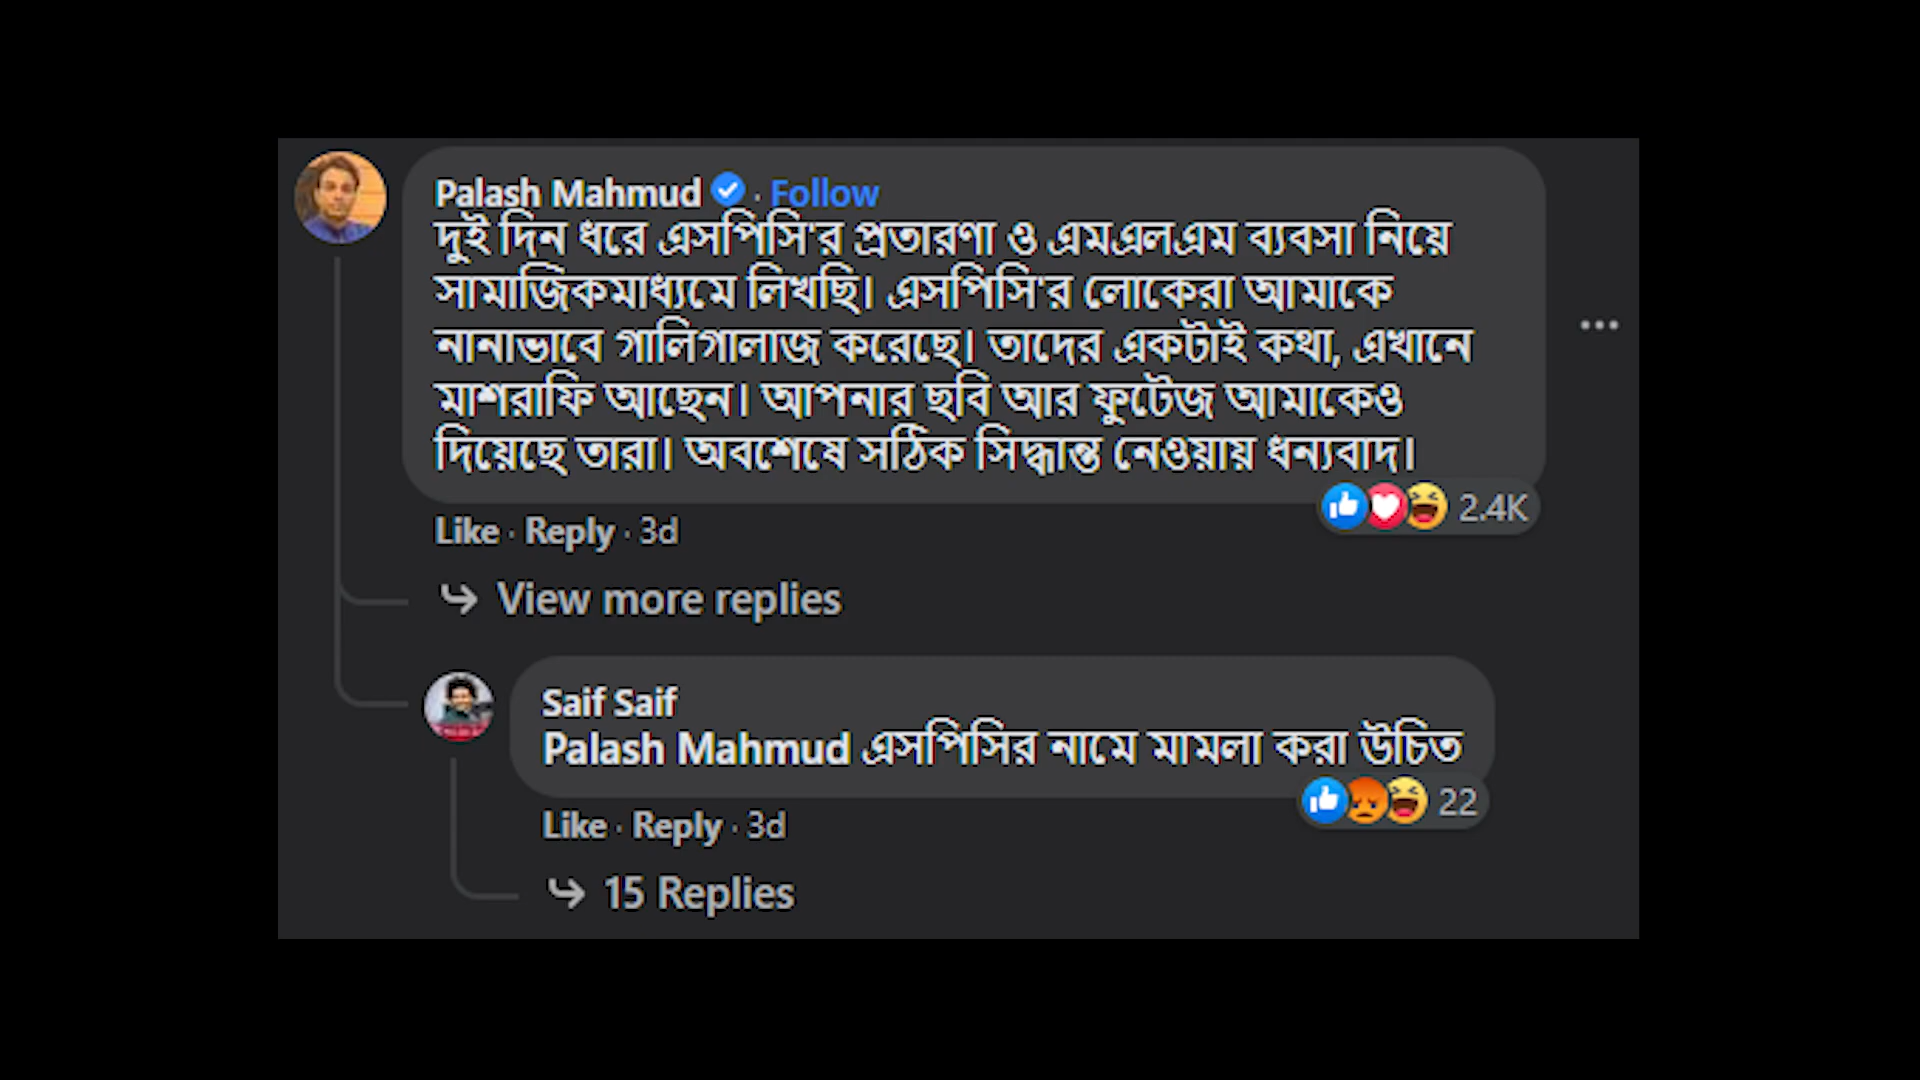 Palash Mahmud · Follow
দুই দিন ধরে এসপিসি'র প্রতারণা ও এমএলএম ব্যবসা নিয়ে
সামাজিকমাধ্যমে লিখছি। এসপিসি'র লোকেরা আমাকে
নানাভাবে গালিগালাজ করেছে। তাদের একটাই কথা, এখানে
মাশরাফি আছেন। আপনার ছবি আর ফুটেজ আমাকেও
দিয়েছে তারা। অবশেষে সঠিক সিদ্ধান্ত নেওয়ায় ধন্যবাদ।
2.4K
Like · Reply · 3d
View more replies
Saif Saif
Palash Mahmud এসপিসির নামে মামলা করা উচিত
22
Like · Reply · 3d
15 Replies